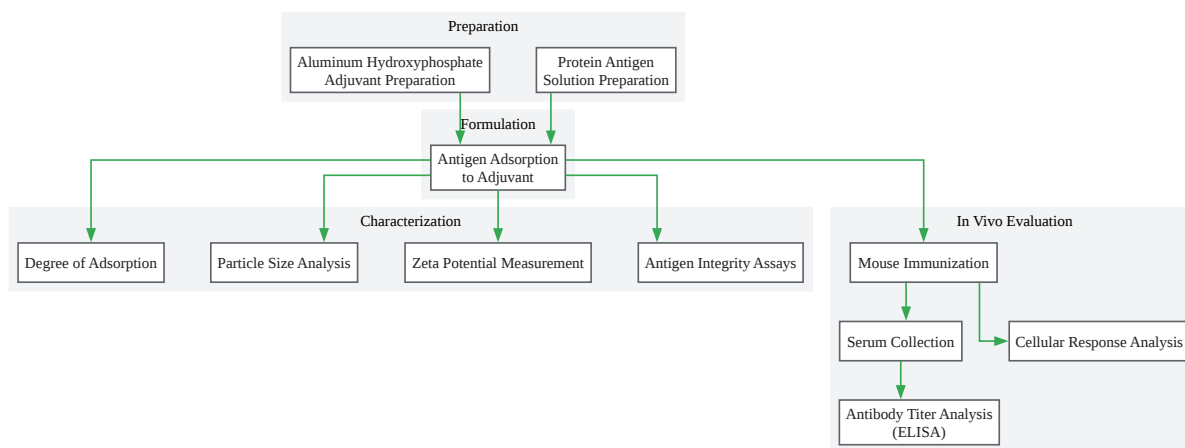 Preparation
Aluminum Hydroxyphosphate
Adjuvant Preparation
Protein Antigen
Solution Preparation
Formulation
Antigen Adsorption
to Adjuvant
Characterization
Degree of Adsorption
Particle Size Analysis
Zeta Potential Measurement
Antigen Integrity Assays
In Vivo Evaluation
Mouse Immunization
Serum Collection
Cellular Response Analysis
Antibody Titer Analysis
(ELISA)